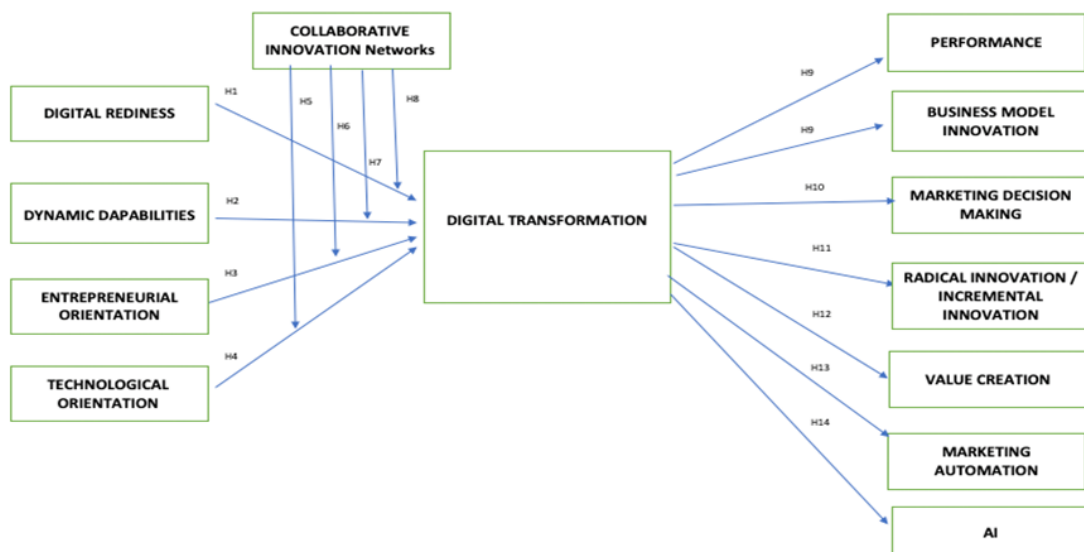 COLLABORATIVE
INNOVATION Networks
DIGITAL REDINESS
DYNAMIC DAPABILITIES
ENTREPRENEURIAL
ORIENTATION
TECHNOLOGICAL
ORIENTATION
H1
H2
H3
H4
H5
H6
H7
H8
DIGITAL TRANSFORMATION
H9
H9
H10
H11
H12
H13
H14
PERFORMANCE
BUSINESS MODEL
INNOVATION
MARKETING DECISION
MAKING
RADICAL INNOVATION /
INCREMENTAL
INNOVATION
VALUE CREATION
MARKETING
AUTOMATION
AI